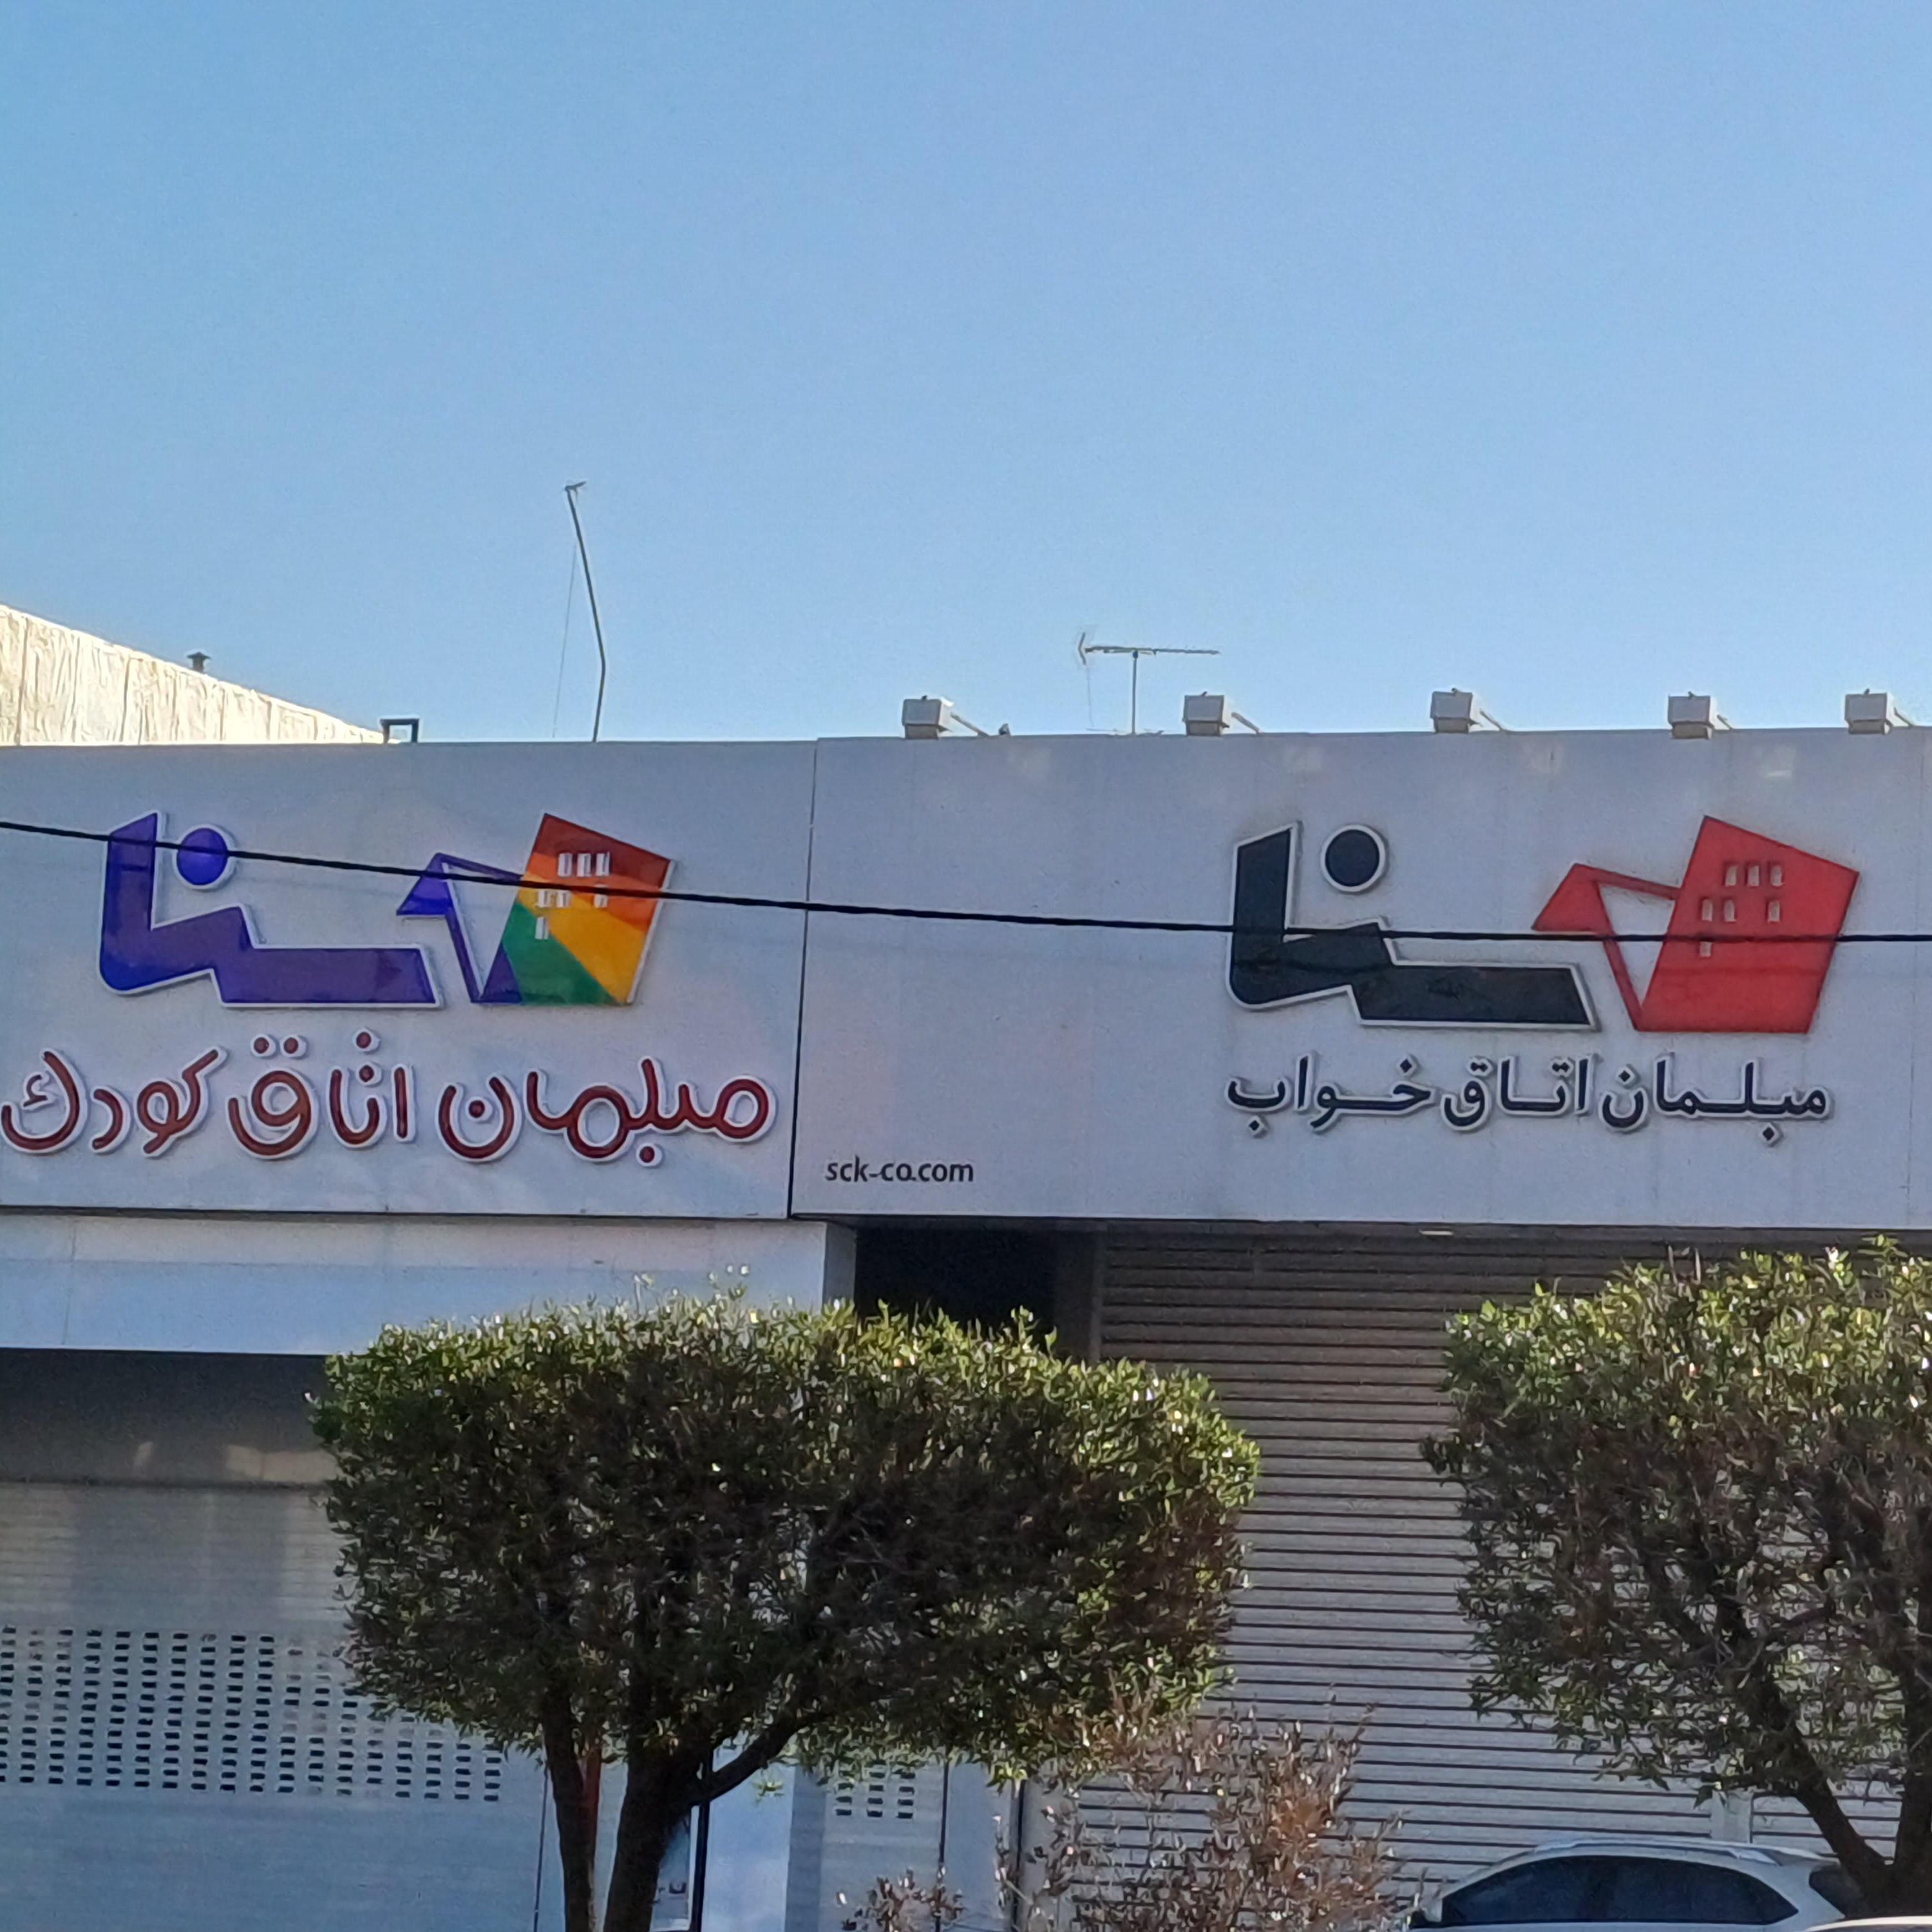 مبلمان اتاق خواب
sck-co.com
مبلمان اتاق کودک